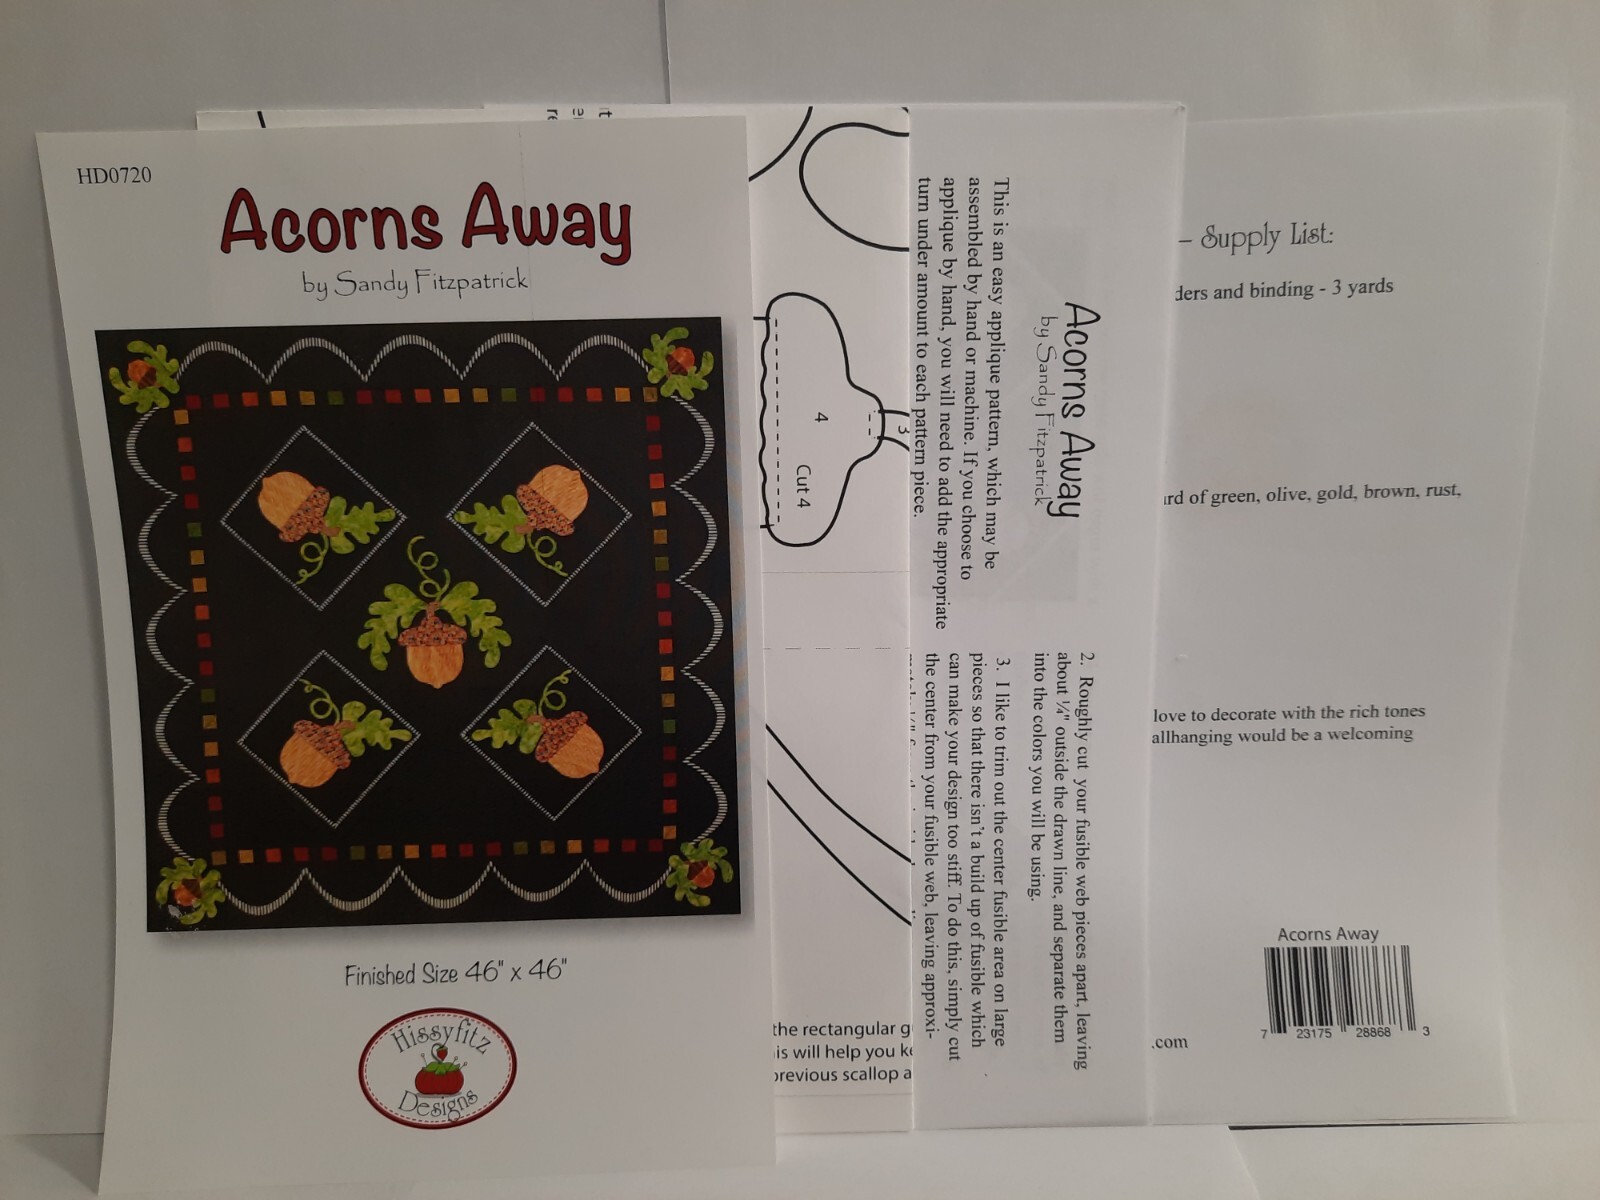 HD0720
Acorns Away
by Sandy Fitzpatrick
Finished Size 46" x 46"
Hissyfitz
Designs
it
re
4
Cut 4
3
the rectangular g
is will help you ke
previous scallop a
Acorns Away
by Sandy Fitzpatrick
This is an easy applique pattern, which may be
assembled by hand or machine. If you choose to
applique by hand, you will need to add the appropriate
turn under amount to each pattern piece.
2. Roughly cut your fusible web pieces apart, leaving
about ¼" outside the drawn line, and separate them
into the colors you will be using.
3. I like to trim out the center fusible area on large
pieces so that there isn't a build up of fusible which
can make your design too stiff. To do this, simply cut
the center from your fusible web, leaving approxi-
– Supply List:
ders and binding - 3 yards
ard of green, olive, gold, brown, rust,
love to decorate with the rich tones
allhanging would be a welcoming
Acorns Away
7 23175 28868 3
.com